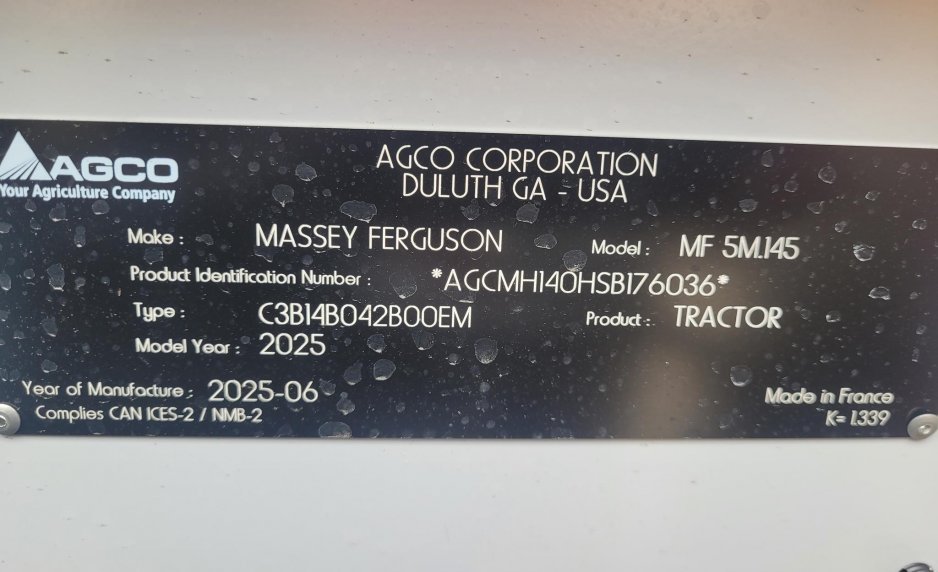 AGCO
Your Agriculture Company
AGCO CORPORATION
DULUTH GA - USA
Make : MASSEY FERGUSON Model : MF 5M.145
Product Identification Number : *AGCMH140HSB176036*
Type : C3B14B042B00EM Product : TRACTOR
Model Year : 2025
Year of Manufacture : 2025-06
Made in France
Complies CAN ICES-2 / NMB-2
K= 1.339